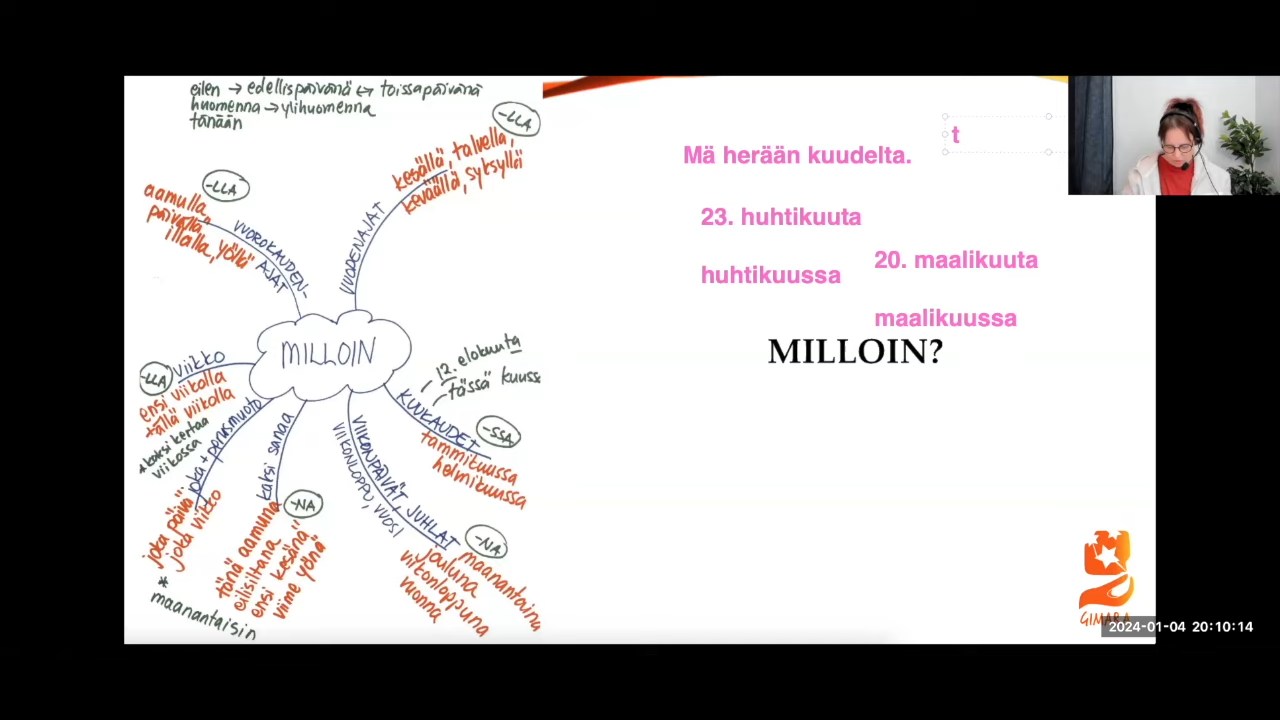 eilen → edellispäivänä ↔ toissapäivänä
huomenna → ylihuomenna
tänään
-LLA
kesällä, talvella,
keväällä, syksyllä
VUODENAJAT
-LLA
aamulla,
päivällä,
illalla, yöllä
VUOROKAUDEN-
AJAT
MILLOIN
-LLA
viikko
ensi viikolla
tällä viikolla
* kaksi kertaa
viikossa
joka + perusmuoto
joka päivä
joka viikko
*
maanantaisin
kaksi sanaa
-NA
tänä aamuna
eilisiltana
ensi kesänä
viime yönä
VIIKONPÄIVÄT, JUHLAT
VIIKONLOPPU, VUOSI
-NA
maanantaina
jouluna
viikonloppuna
vuonna
KUUKAUDET
12. elokuuta
tässä kuuss
-SSA
tammikuussa
helmikuussa
t
Mä herään kuudelta.
23. huhtikuuta
huhtikuussa
20. maalikuuta
maalikuussa
MILLOIN?
GIMARA
2024-01-04 20:10:14